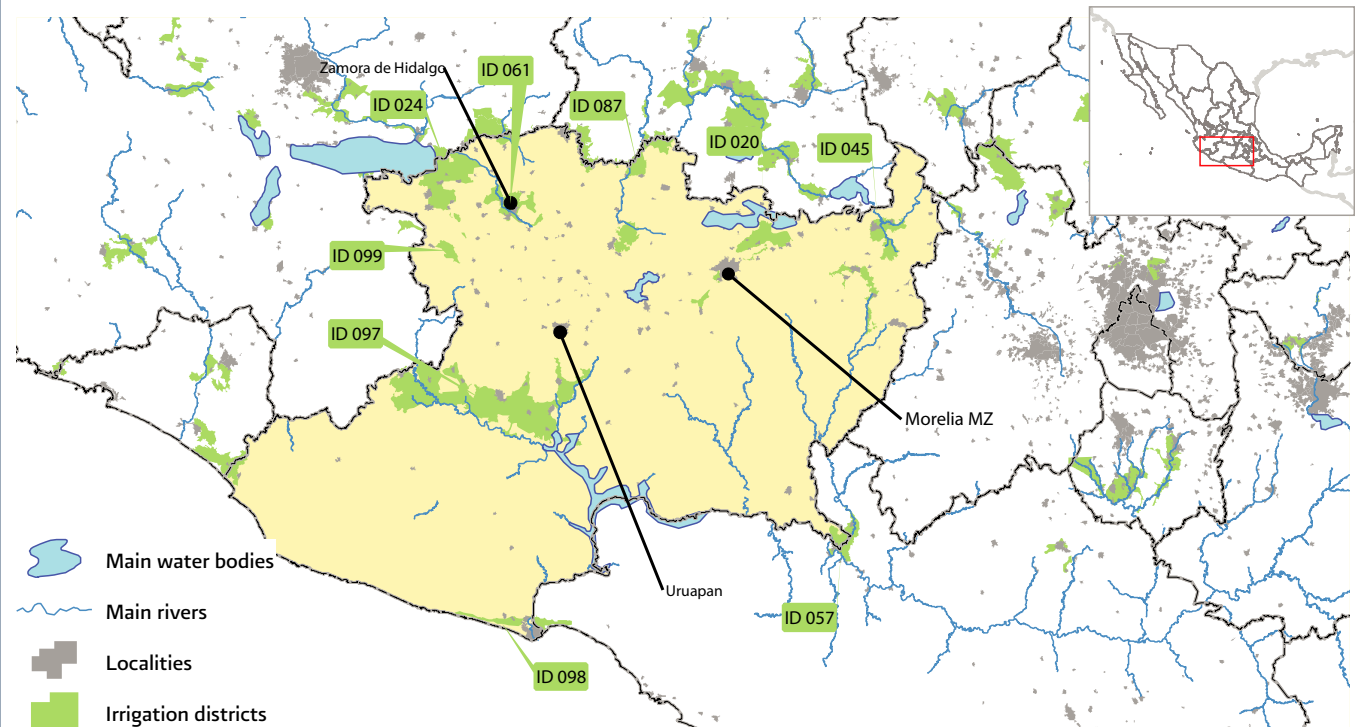 Zamora de Hidalgo
ID 061
ID 024
ID 087
ID 020
ID 045
ID 099
ID 097
Morelia MZ
Main water bodies
Uruapan
Main rivers
ID 057
Localities
ID 098
Irrigation districts